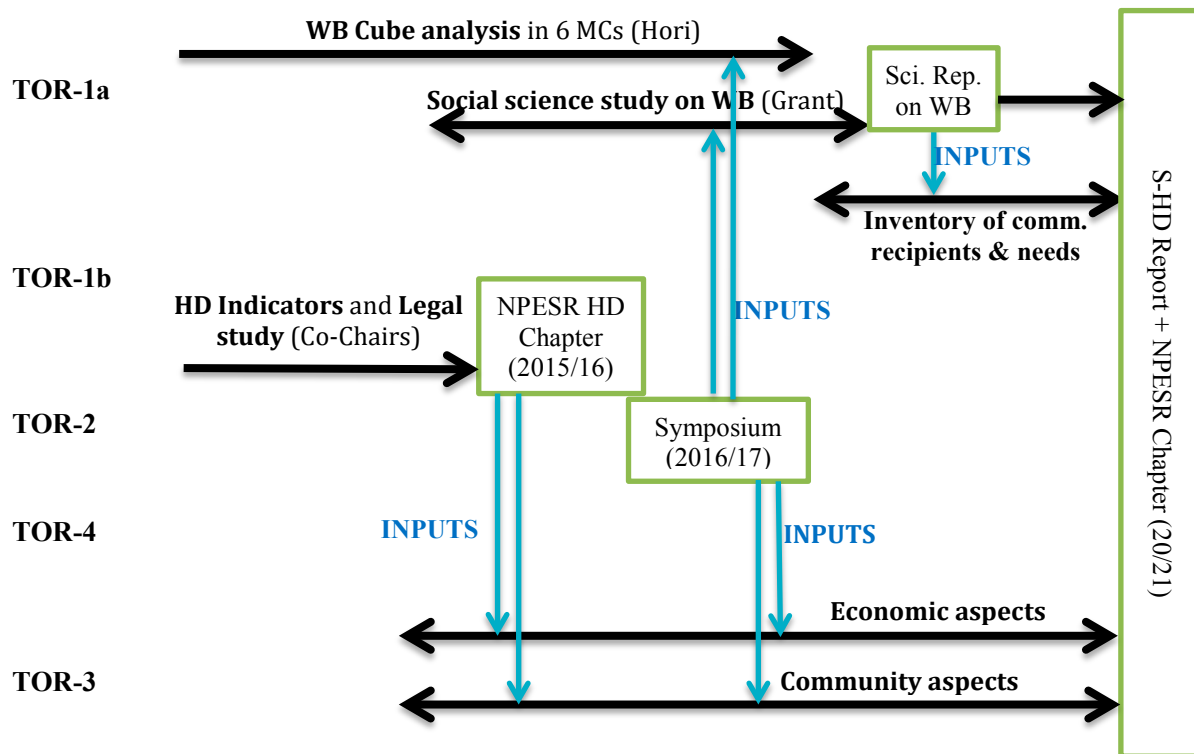 WB Cube analysis in 6 MCs (Hori)
TOR-1a
Sci. Rep.
on WB
Social science study on WB (Grant)
INPUTS
Inventory of comm.
recipients & needs
TOR-1b
HD Indicators and Legal
study (Co-Chairs)
NPESR HD
Chapter
(2015/16)
INPUTS
TOR-2
Symposium
(2016/17)
TOR-4
INPUTS
INPUTS
Economic aspects
TOR-3
Community aspects
S-HD Report + NPESR Chapter (20/21)